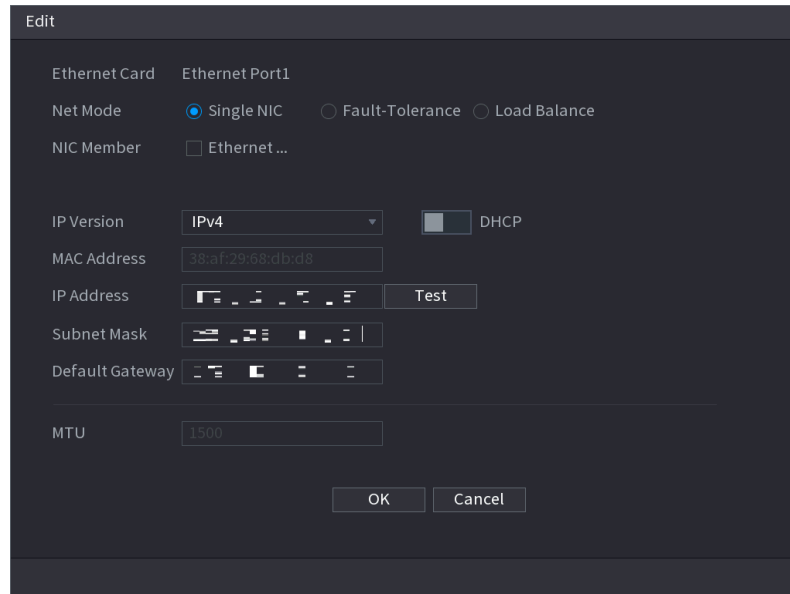 Edit
Ethernet Card Ethernet Port1
Net Mode Single NIC Fault-Tolerance Load Balance
NIC Member Ethernet ...
IP Version IPv4 DHCP
MAC Address 38:af:29:68:db:d8
IP Address Test
Subnet Mask
Default Gateway
MTU 1500
OK Cancel